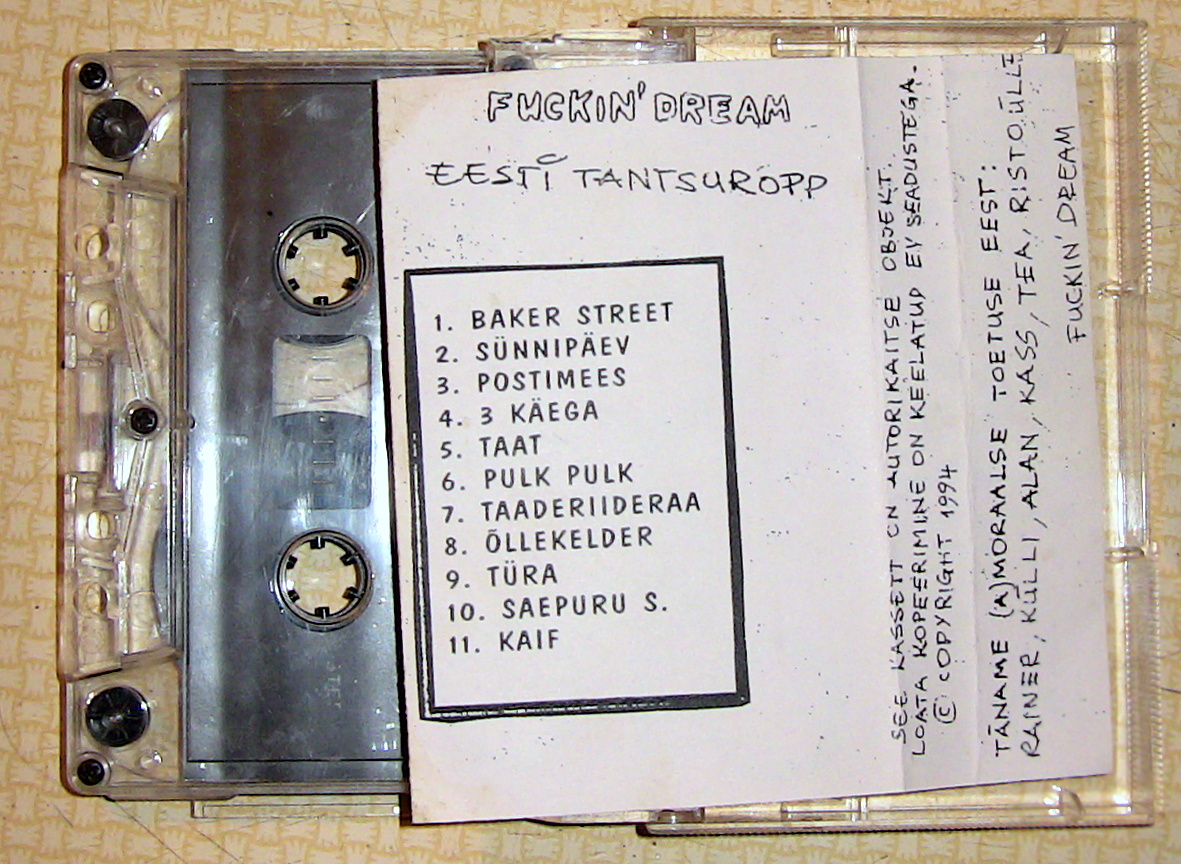 FUCKIN' DREAM
EESTI TANTSUROPP
1. BAKER STREET
2. SÜNNIPÄEV
3. POSTIMEES
4. 3 KÄEGA
5. TAAT
6. PULK PULK
7. TAADERIIDERAA
8. ÕLLEKELDER
9. TÜRA
10. SAEPURU S.
11. KAIF
SEE KASSETT ON AUTORIKAITSE OBJEKT.
LOATA KOPEERIMINE ON KEELATUD EV SEADUSTEGA.
© COPYRIGHT 1994
TÄNAME (A)MORAALSE TOETUSE EEST:
RAINER, KÜLLI, ALAN, KASS, TEA, RISTO, ÜLLE
FUCKIN' DREAM